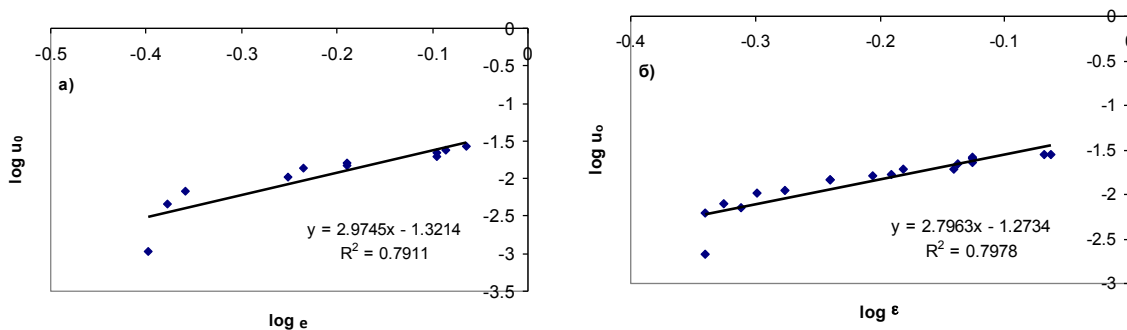 -0.5 -0.4 -0.3 -0.2 -0.1 0
0
-0.5
-1
-1.5
-2
-2.5
-3
-3.5
а)
log u₀
y = 2.9745x - 1.3214
R² = 0.7911
log e
-0.4 -0.3 -0.2 -0.1 0
0
-0.5
-1
-1.5
-2
-2.5
-3
б)
log uₒ
y = 2.7963x - 1.2734
R² = 0.7978
log ε